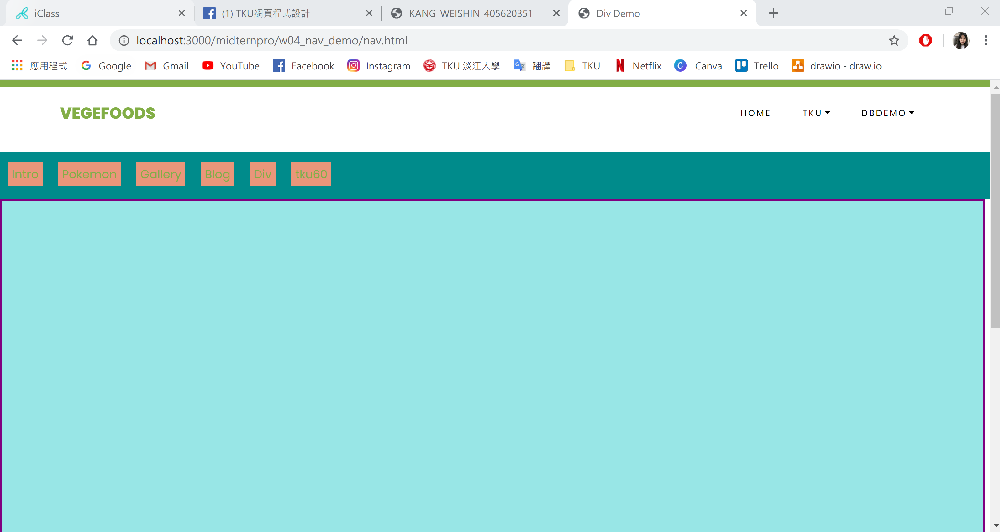 iClass (1) TKU網頁程式設計 KANG-WEISHIN-405620351 Div Demo
localhost:3000/midternpro/w04_nav_demo/nav.html
應用程式 Google Gmail YouTube Facebook Instagram TKU 淡江大學 翻譯 TKU Netflix Canva Trello drawio - draw.io
VEGEFOODS HOME TKU DBDEMO
Intro Pokemon Gallery Blog Div tku60